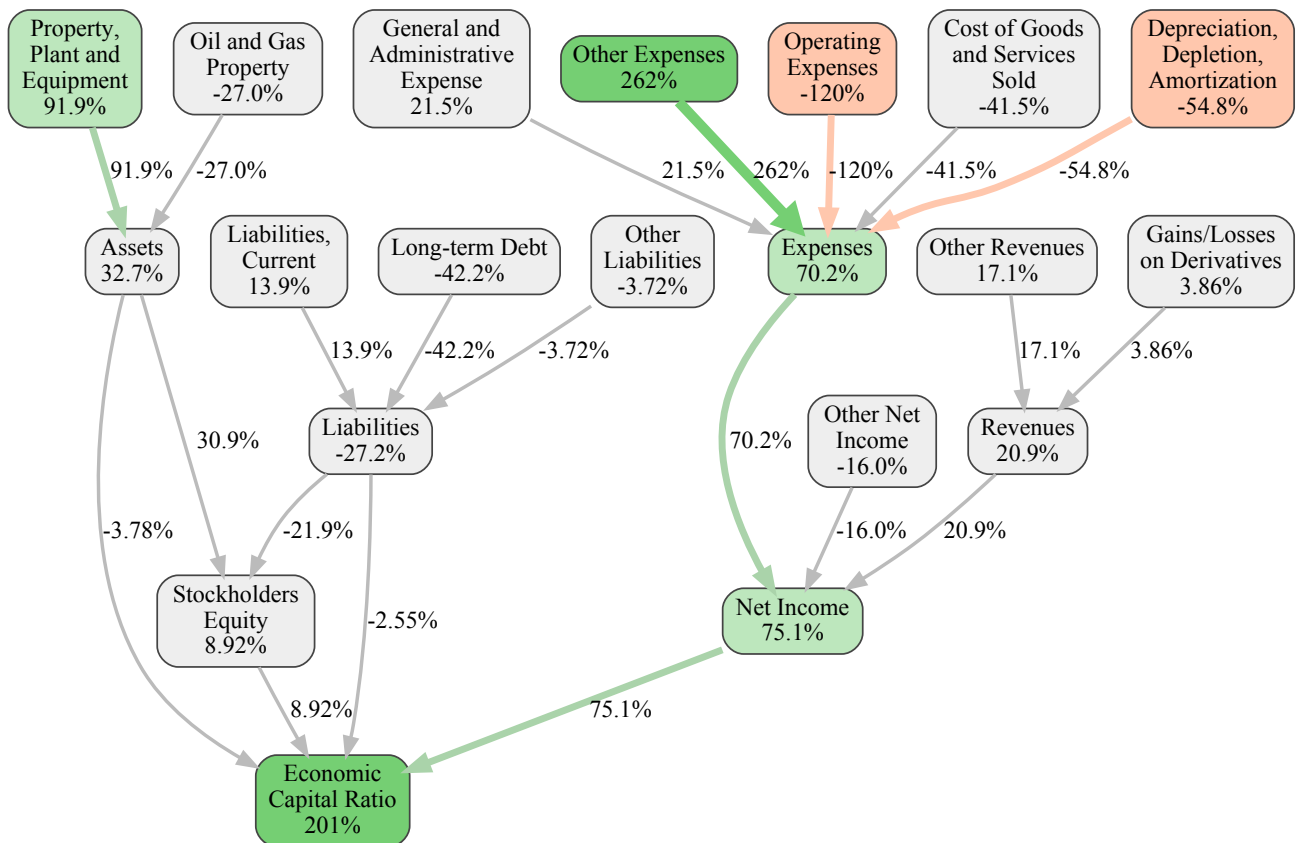 Property,
Plant and
Equipment
91.9%
Oil and Gas
Property
-27.0%
General and
Administrative
Expense
21.5%
Other Expenses
262%
Operating
Expenses
-120%
Cost of Goods
and Services
Sold
-41.5%
Depreciation,
Depletion,
Amortization
-54.8%
91.9%
-27.0%
21.5%
262%
-120%
-41.5%
-54.8%
Assets
32.7%
Liabilities,
Current
13.9%
Long-term Debt
-42.2%
Other
Liabilities
-3.72%
Expenses
70.2%
Other Revenues
17.1%
Gains/Losses
on Derivatives
3.86%
13.9%
-42.2%
-3.72%
17.1%
3.86%
30.9%
Liabilities
-27.2%
70.2%
Other Net
Income
-16.0%
Revenues
20.9%
-3.78%
-21.9%
-16.0%
20.9%
Stockholders
Equity
8.92%
-2.55%
Net Income
75.1%
8.92%
75.1%
Economic
Capital Ratio
201%